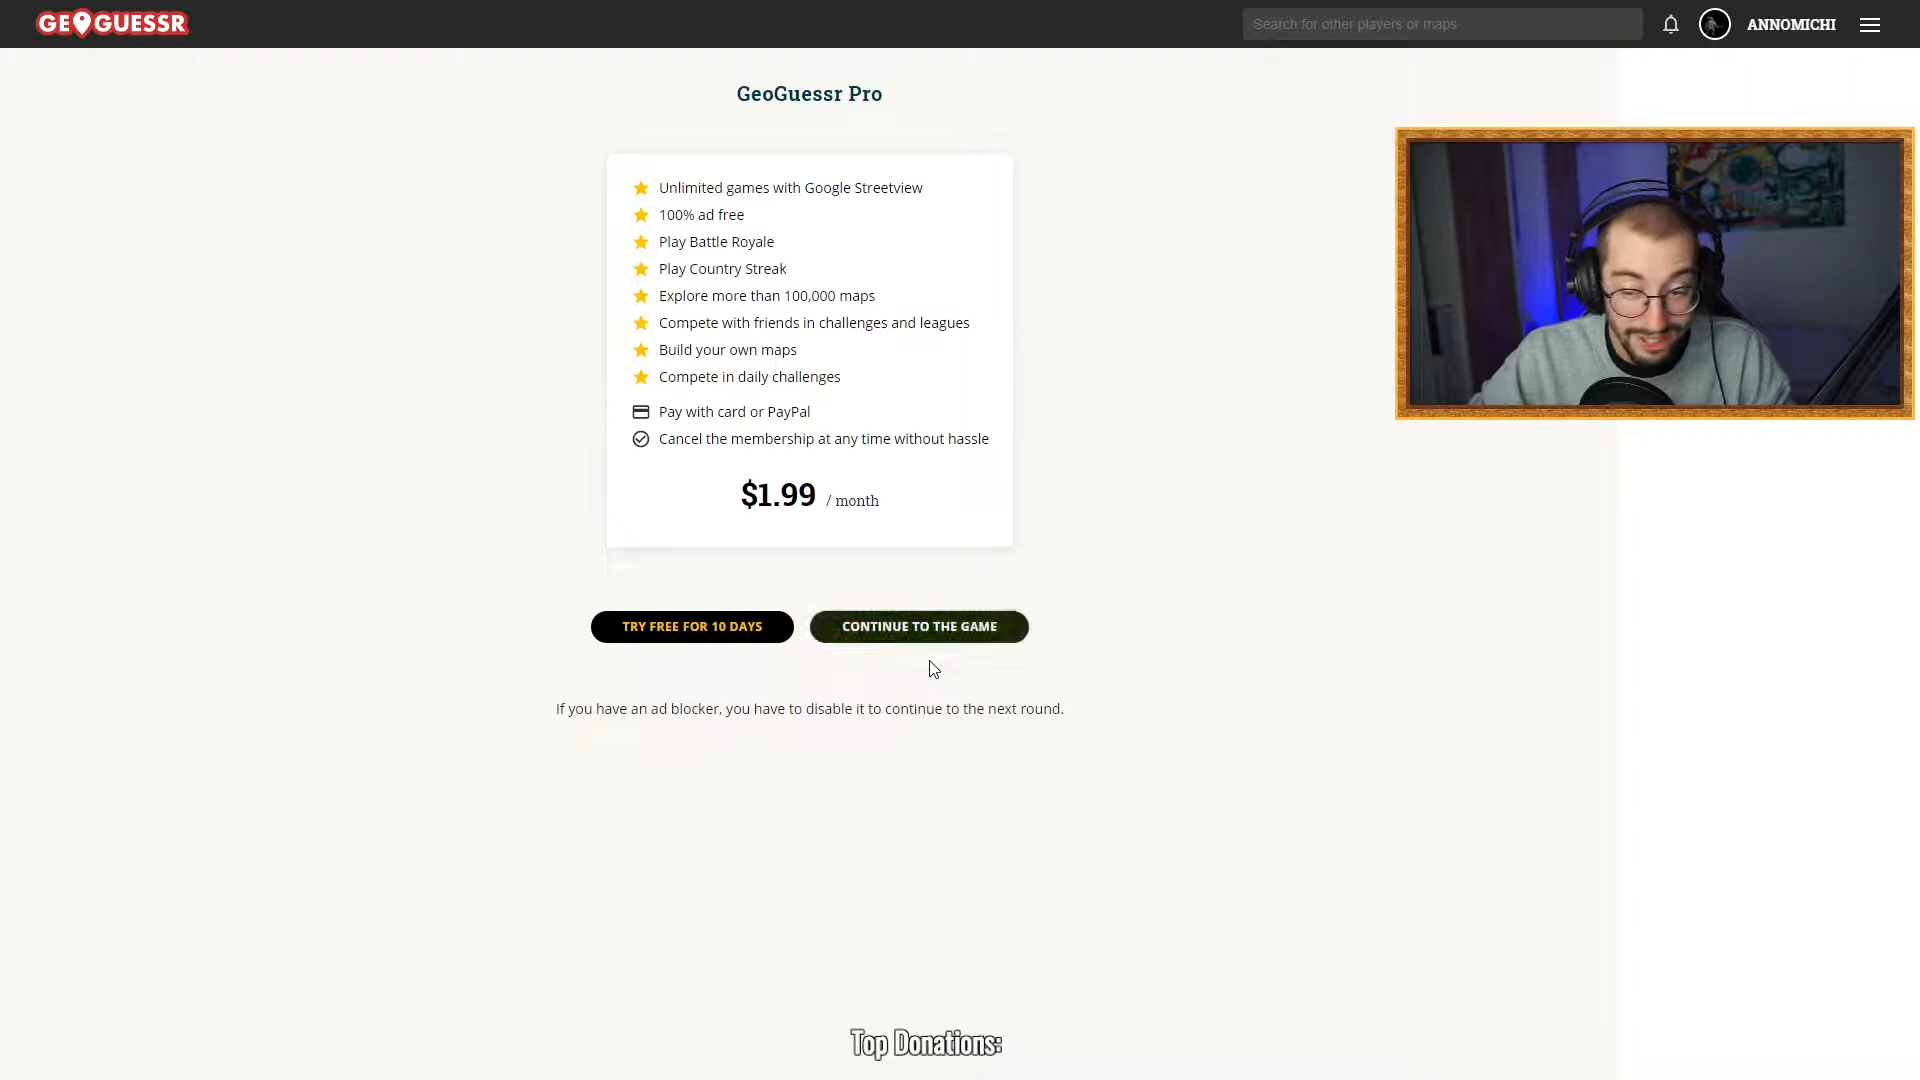 GEOGUESSR
Search for other players or maps
ANNOMICHI
GeoGuessr Pro
Unlimited games with Google Streetview
100% ad free
Play Battle Royale
Play Country Streak
Explore more than 100,000 maps
Compete with friends in challenges and leagues
Build your own maps
Compete in daily challenges
Pay with card or PayPal
Cancel the membership at any time without hassle
$1.99 / month
TRY FREE FOR 10 DAYS
CONTINUE TO THE GAME
If you have an ad blocker, you have to disable it to continue to the next round.
Top Donations: